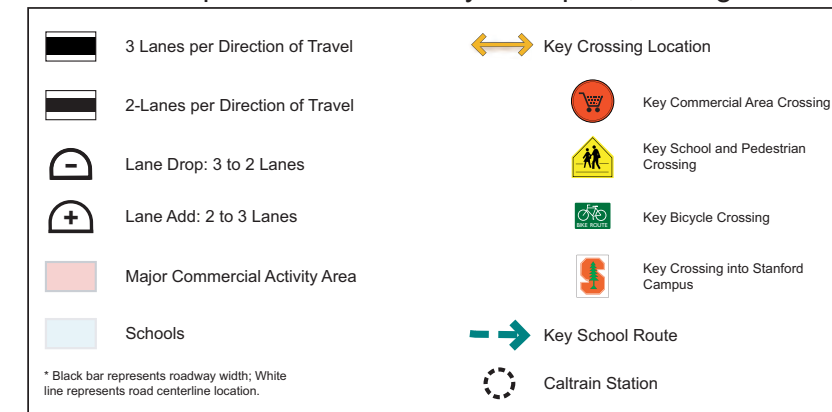 3 Lanes per Direction of Travel
2-Lanes per Direction of Travel
-
Lane Drop: 3 to 2 Lanes
+
Lane Add: 2 to 3 Lanes
Major Commercial Activity Area
Schools
* Black bar represents roadway width; White
line represents road centerline location.
Key Crossing Location
Key Commercial Area Crossing
Key School and Pedestrian
Crossing
BIKE ROUTE
Key Bicycle Crossing
S
Key Crossing into Stanford
Campus
Key School Route
Caltrain Station